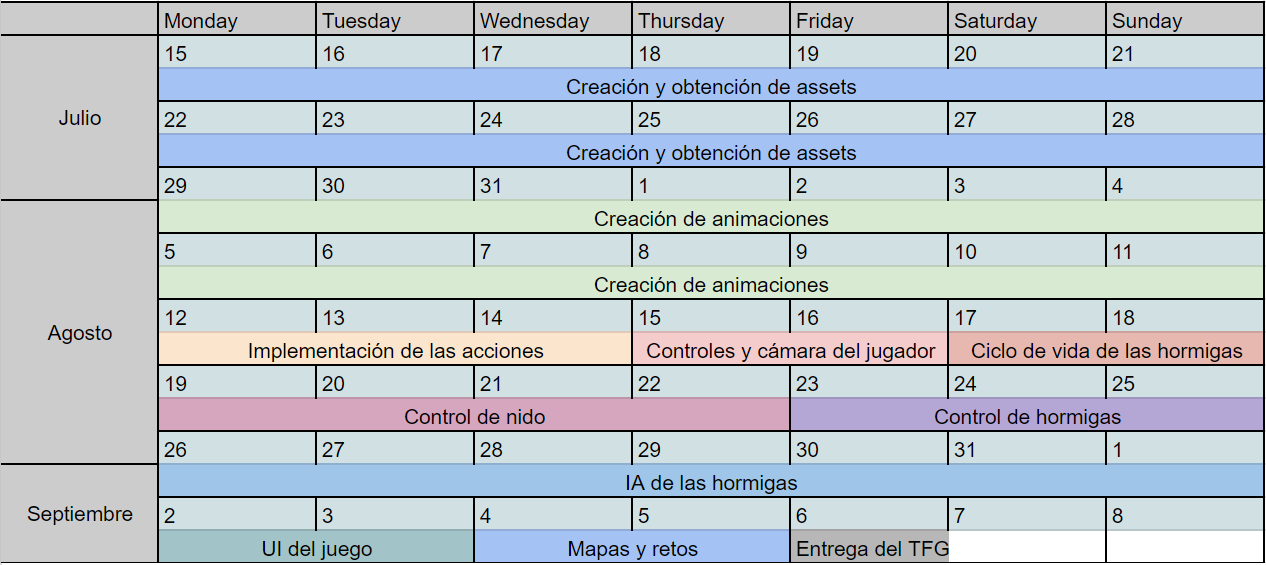 Monday Tuesday Wednesday Thursday Friday Saturday Sunday
Julio
15 16 17 18 19 20 21
Creación y obtención de assets
22 23 24 25 26 27 28
Creación y obtención de assets
29 30 31 1 2 3 4
Agosto
Creación de animaciones
5 6 7 8 9 10 11
Creación de animaciones
12 13 14 15 16 17 18
Implementación de las acciones Controles y cámara del jugador Ciclo de vida de las hormigas
19 20 21 22 23 24 25
Control de nido Control de hormigas
26 27 28 29 30 31 1
Septiembre
IA de las hormigas
2 3 4 5 6 7 8
UI del juego Mapas y retos Entrega del TFG